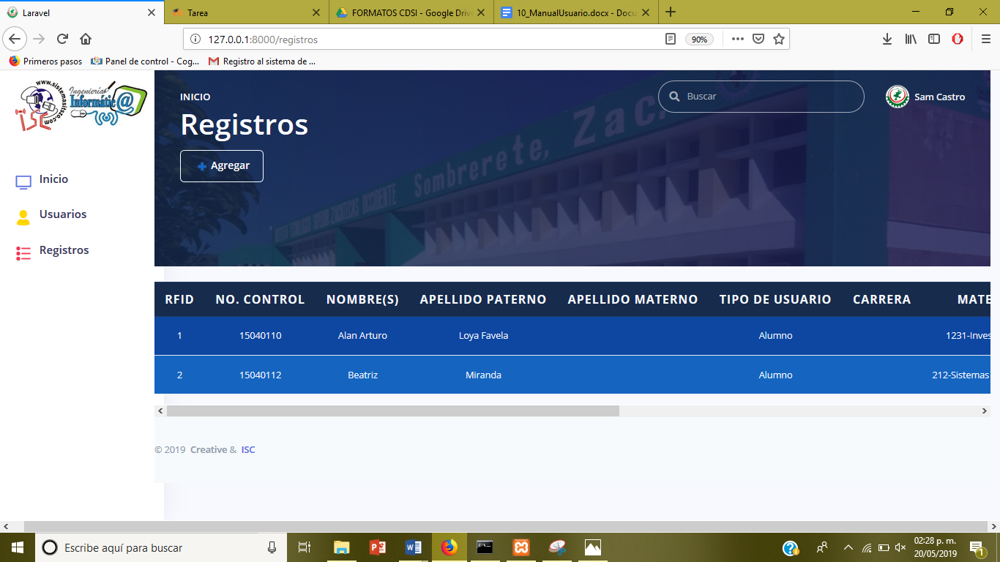 Laravel
Tarea
FORMATOS CDSI - Google Driv
10_ManualUsuario.docx - Docu
127.0.0.1:8000/registros
90%
Primeros pasos
Panel de control - Cog...
Registro al sistema de ...
Ingenierías
Informátic@
ISC
Inicio
Usuarios
Registros
INICIO
Registros
Agregar
Buscar
Sam Castro
Sombrerete, Zac.
ZACATECAS OCCIDENTE
RFID NO. CONTROL NOMBRE(S) APELLIDO PATERNO APELLIDO MATERNO TIPO DE USUARIO CARRERA MATE
1 15040110 Alan Arturo Loya Favela Alumno 1231-Inves
2 15040112 Beatriz Miranda Alumno 212-Sistemas
© 2019 Creative & ISC
Escribe aquí para buscar
02:28 p. m.
20/05/2019
1